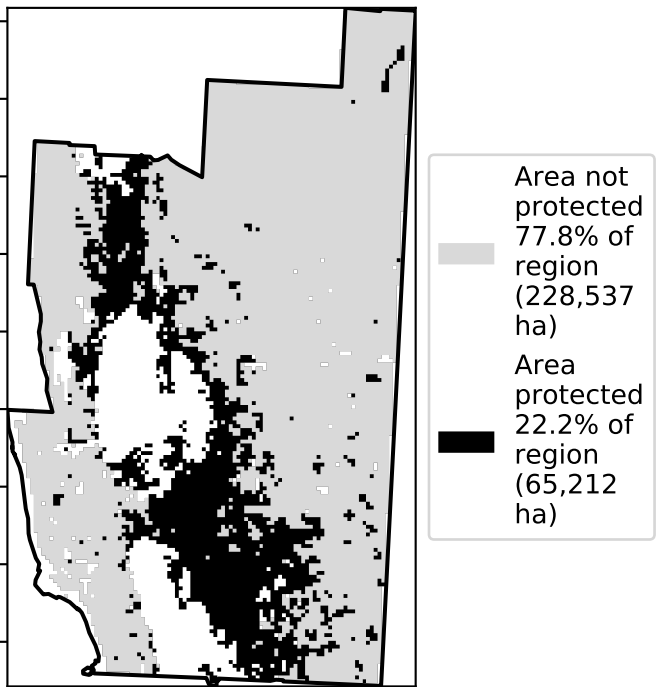 Area not
protected
77.8% of
region
(228,537
ha)
Area
protected
22.2% of
region
(65,212
ha)